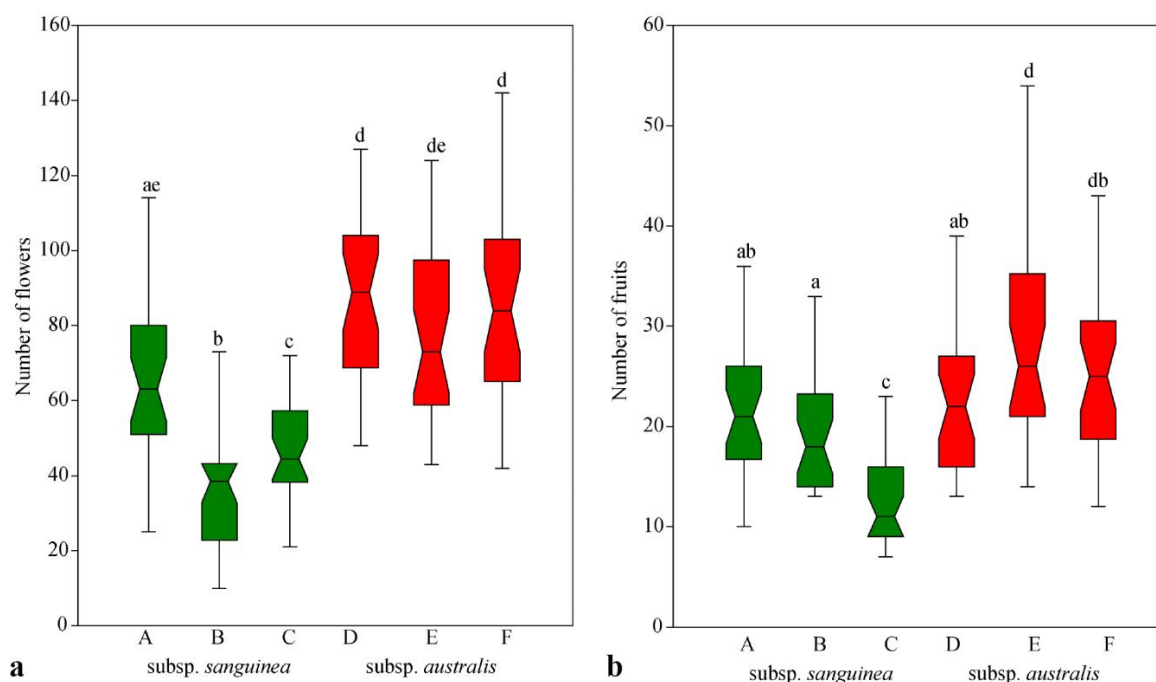 160
140
120
100
80
60
40
20
0
Number of flowers
ae
b
c
d
de
d
A B C D E F
subsp. sanguinea subsp. australis
a
60
50
40
30
20
10
0
Number of fruits
ab
a
c
ab
d
db
A B C D E F
subsp. sanguinea subsp. australis
b